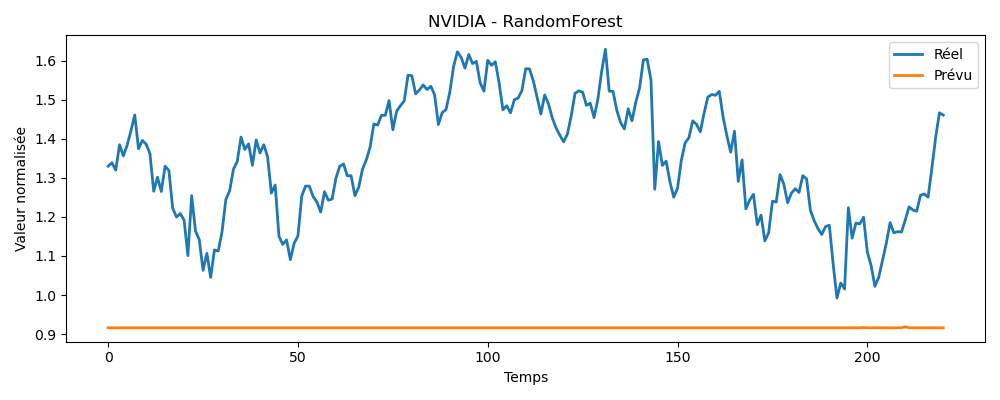 NVIDIA - RandomForest
Réel
Prévu
Valeur normalisée
1.6
1.5
1.4
1.3
1.2
1.1
1.0
0.9
0 50 100 150 200
Temps